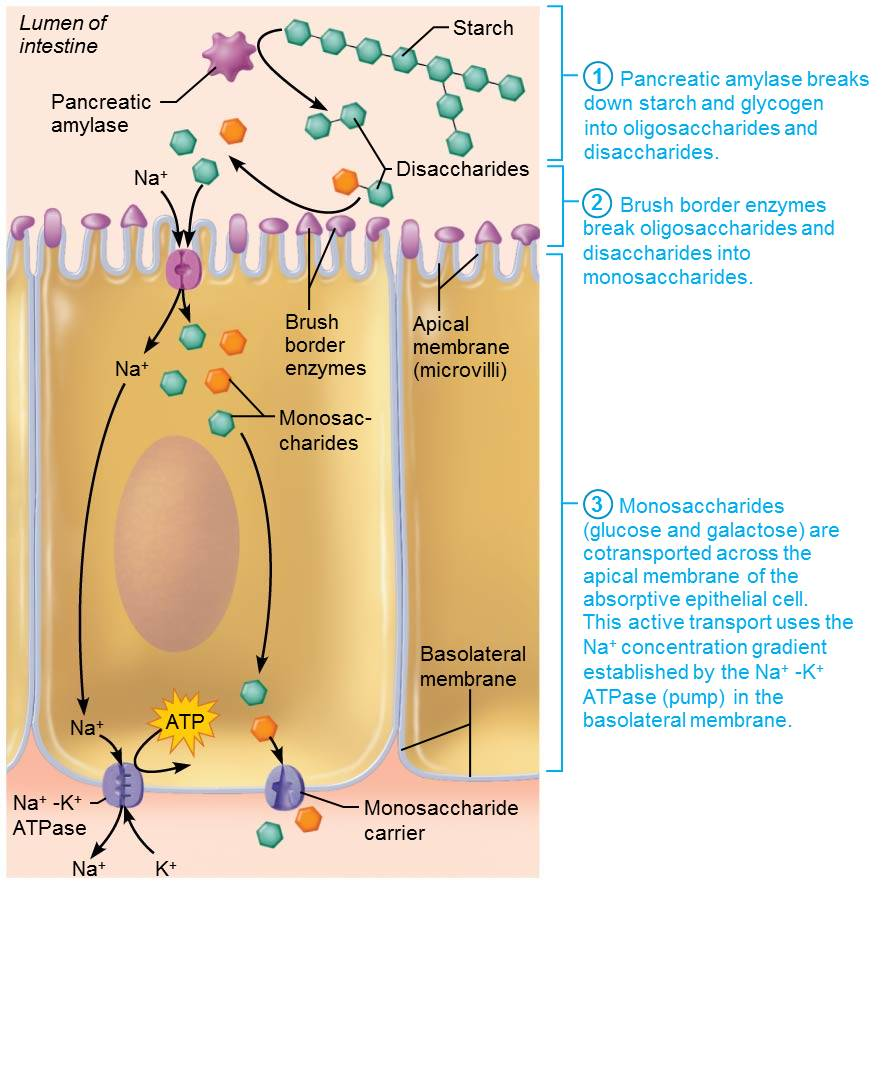 Lumen of
intestine
Starch
Pancreatic
amylase
Disaccharides
Na⁺
Brush
border
enzymes
Apical
membrane
(microvilli)
Na⁺
Monosac-
charides
Basolateral
membrane
Na⁺
ATP
Na⁺ -K⁺
ATPase
Monosaccharide
carrier
Na⁺
K⁺
1 Pancreatic amylase breaks
down starch and glycogen
into oligosaccharides and
disaccharides.
2 Brush border enzymes
break oligosaccharides and
disaccharides into
monosaccharides.
3 Monosaccharides
(glucose and galactose) are
cotransported across the
apical membrane of the
absorptive epithelial cell.
This active transport uses the
Na⁺ concentration gradient
established by the Na⁺ -K⁺
ATPase (pump) in the
basolateral membrane.